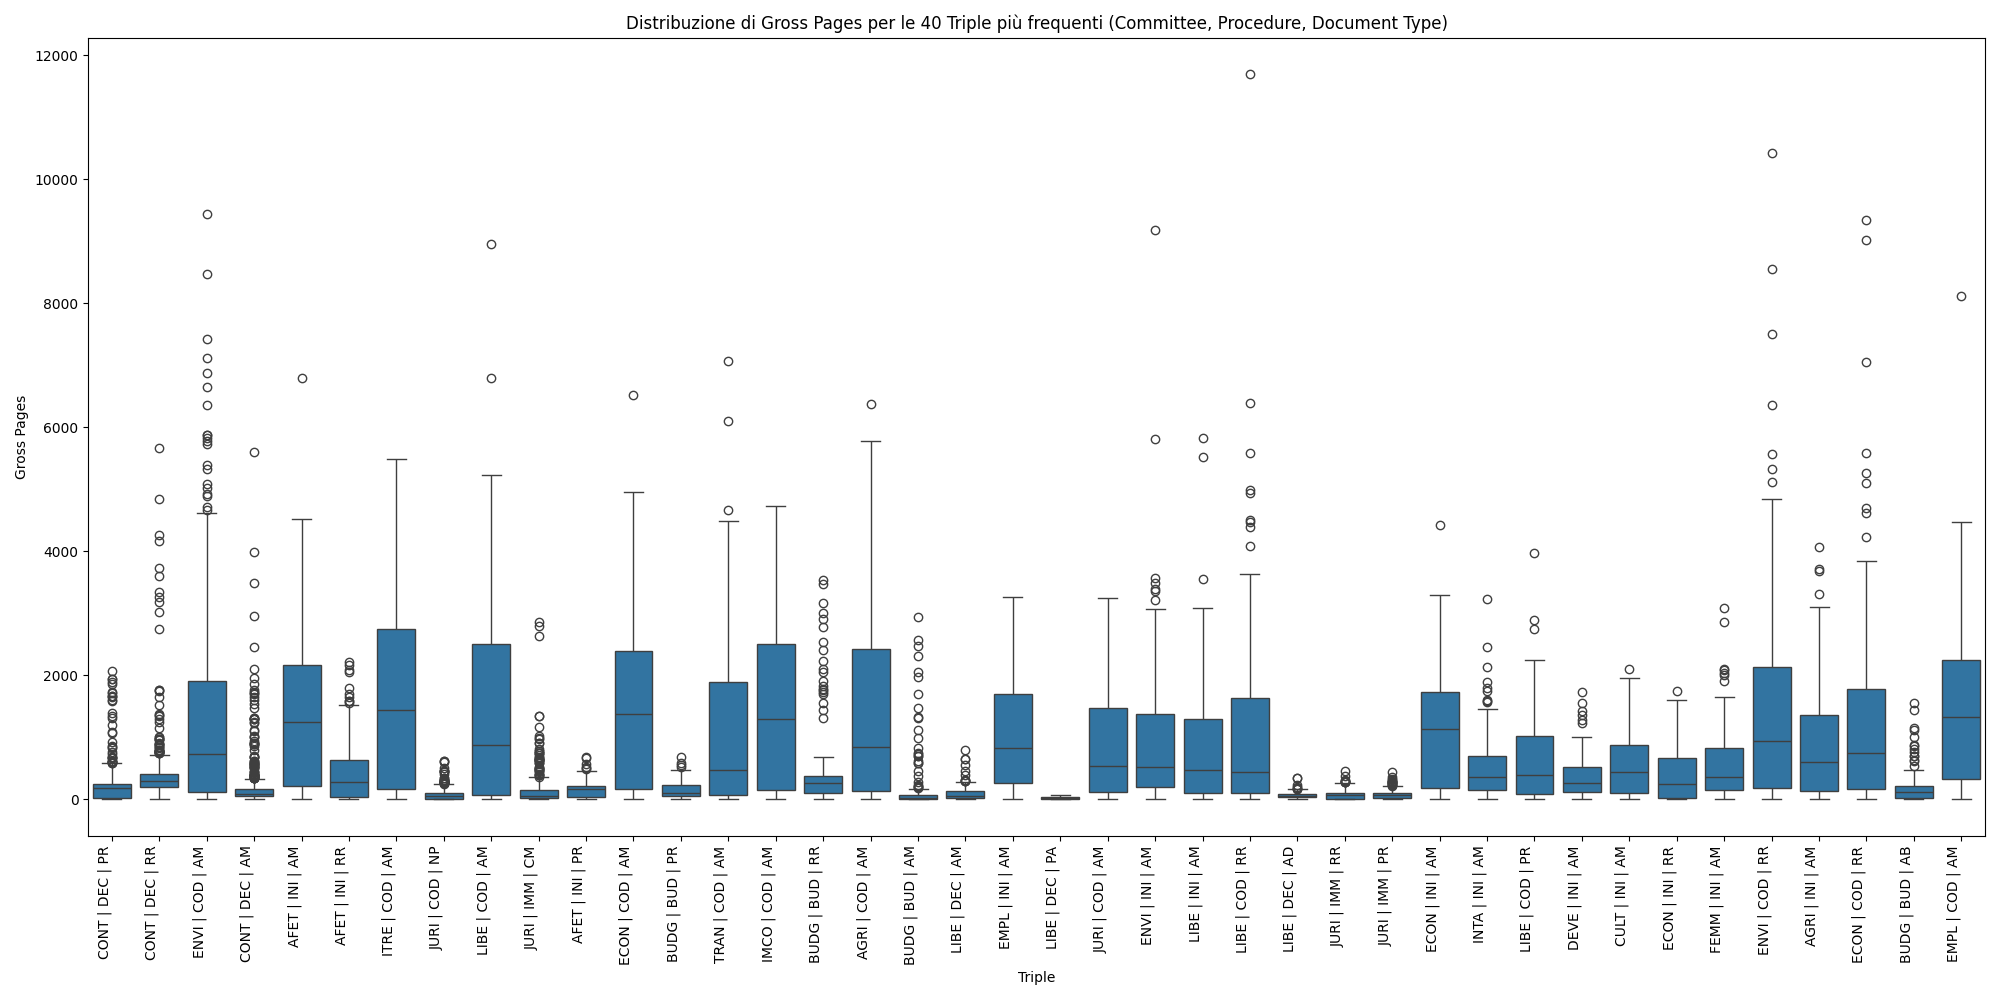 Distribuzione di Gross Pages per le 40 Triple più frequenti (Committee, Procedure, Document Type)
Gross Pages
12000
10000
8000
6000
4000
2000
0
CONT | DEC | PR
CONT | DEC | RR
ENVI | COD | AM
CONT | DEC | AM
AFET | INI | AM
AFET | INI | RR
ITRE | COD | AM
JURI | COD | NP
LIBE | COD | AM
JURI | IMM | CM
AFET | INI | PR
ECON | COD | AM
BUDG | BUD | PR
TRAN | COD | AM
IMCO | COD | AM
BUDG | BUD | RR
AGRI | COD | AM
BUDG | BUD | AM
LIBE | DEC | AM
EMPL | INI | AM
LIBE | DEC | PA
JURI | COD | AM
ENVI | INI | AM
LIBE | INI | AM
LIBE | COD | RR
LIBE | DEC | AD
JURI | IMM | RR
JURI | IMM | PR
ECON | INI | AM
INTA | INI | AM
LIBE | COD | PR
DEVE | INI | AM
CULT | INI | AM
ECON | INI | RR
FEMM | INI | AM
ENVI | COD | RR
AGRI | INI | AM
ECON | COD | RR
BUDG | BUD | AB
EMPL | COD | AM
Triple